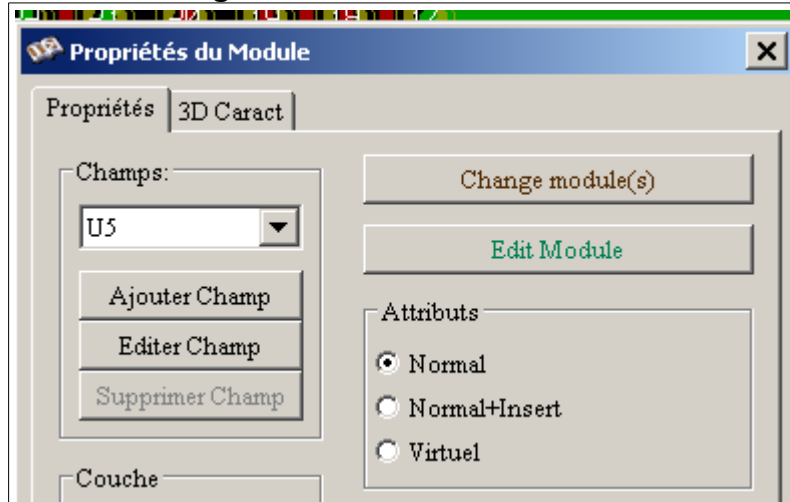 Propriétés du Module
Propriétés
3D Caract
Champs:
U5
Ajouter Champ
Editer Champ
Supprimer Champ
Couche
Change module(s)
Edit Module
Attributs
Normal
Normal+Insert
Virtuel